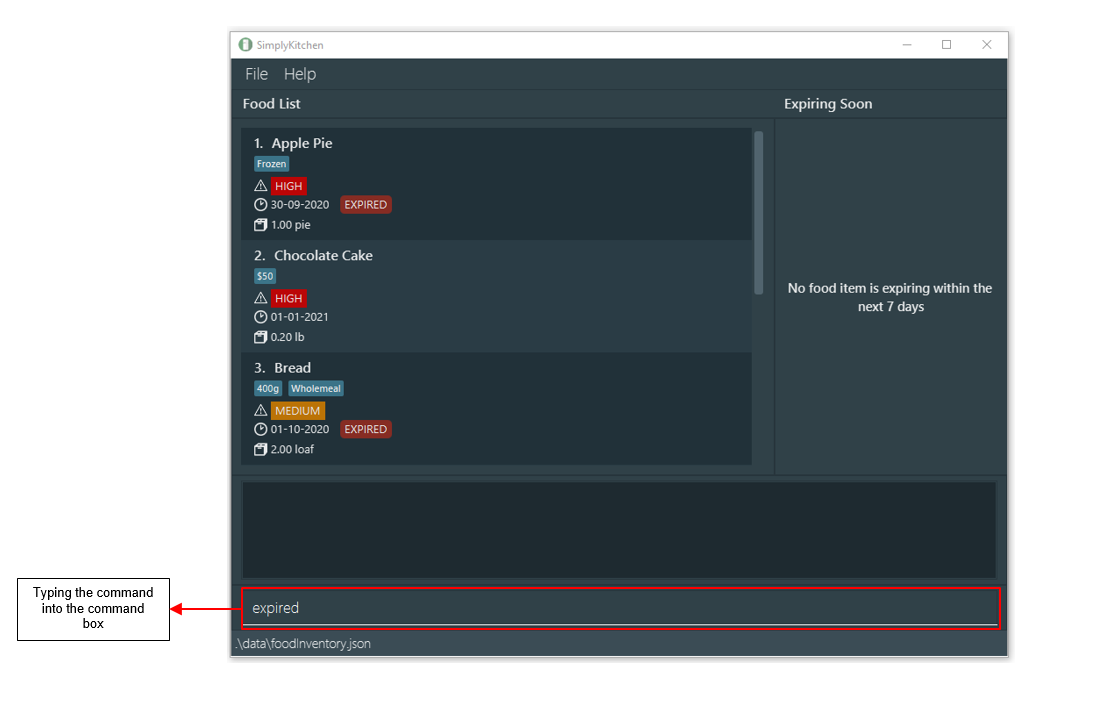 SimplyKitchen
File Help
Food List
Expiring Soon
1. Apple Pie
Frozen
HIGH
30-09-2020 EXPIRED
1.00 pie
2. Chocolate Cake
$50
HIGH
01-01-2021
0.20 lb
3. Bread
400g Wholemeal
MEDIUM
01-10-2020 EXPIRED
2.00 loaf
No food item is expiring within the
next 7 days
Typing the command
into the command
box
expired
.\data\foodInventory.json